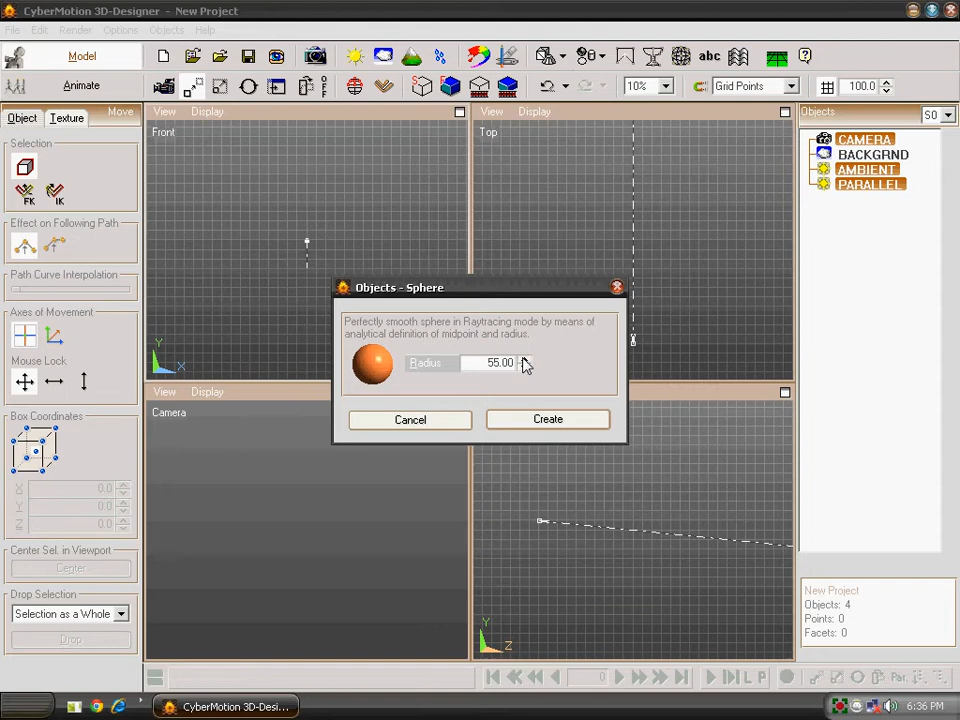 CyberMotion 3D-Designer - New Project
File Edit Render Options Objects Help
Model
abc
Animate
F
0
10%
Grid Points
100.0
Object
Texture
Move
View
Display
View
Display
Objects
S0
Front
Top
Selection
FK
IK
CAMERA
BACKGRND
AMBIENT
PARALLEL
Effect on Following Path
Path Curve Interpolation
Axes of Movement
Mover Lock
Y
X
Objects - Sphere
Perfectly smooth sphere in Raytracing mode by means of
analytical definition of midpoint and radius.
Radius
55.00
Cancel
Create
View
Display
Camera
Box Coordinates
X
0.0
Y
0.0
Z
0.0
Center Sel. in Viewport
Center
Drop Selection
Selection as a Whole
Drop
Y
Z
New Project
Objects: 4
Points: 0
Facets: 0
0
L P
Par.
CyberMotion 3D-Desi...
6:36 PM